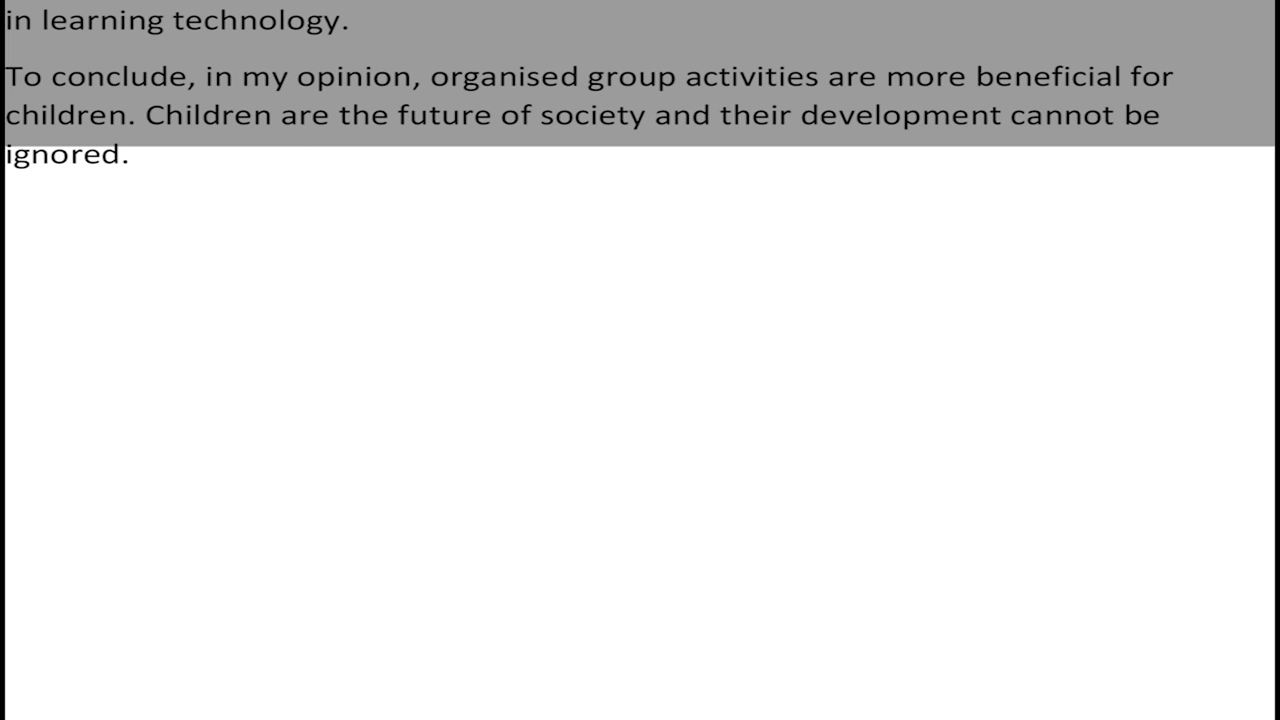 in learning technology.
To conclude, in my opinion, organised group activities are more beneficial for
children. Children are the future of society and their development cannot be
ignored.